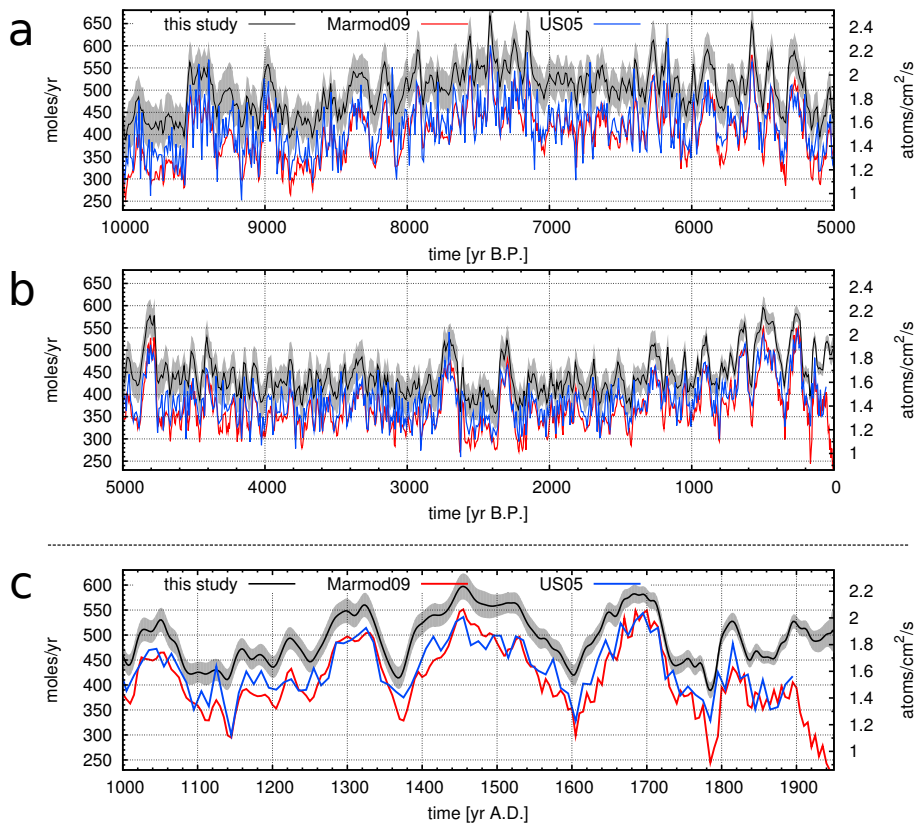 a
this study Marmod09 US05
moles/yr
650
600
550
500
450
400
350
300
250
2.4
2.2
2
1.8
1.6
1.4
1.2
1
atoms/cm²/s
10000 9000 8000 7000 6000 5000
time [yr B.P.]
b
moles/yr
650
600
550
500
450
400
350
300
250
2.4
2.2
2
1.8
1.6
1.4
1.2
1
atoms/cm²/s
5000 4000 3000 2000 1000 0
time [yr B.P.]
c
this study Marmod09 US05
moles/yr
600
550
500
450
400
350
300
250
2.2
2
1.8
1.6
1.4
1.2
1
atoms/cm²/s
1000 1100 1200 1300 1400 1500 1600 1700 1800 1900
time [yr A.D.]